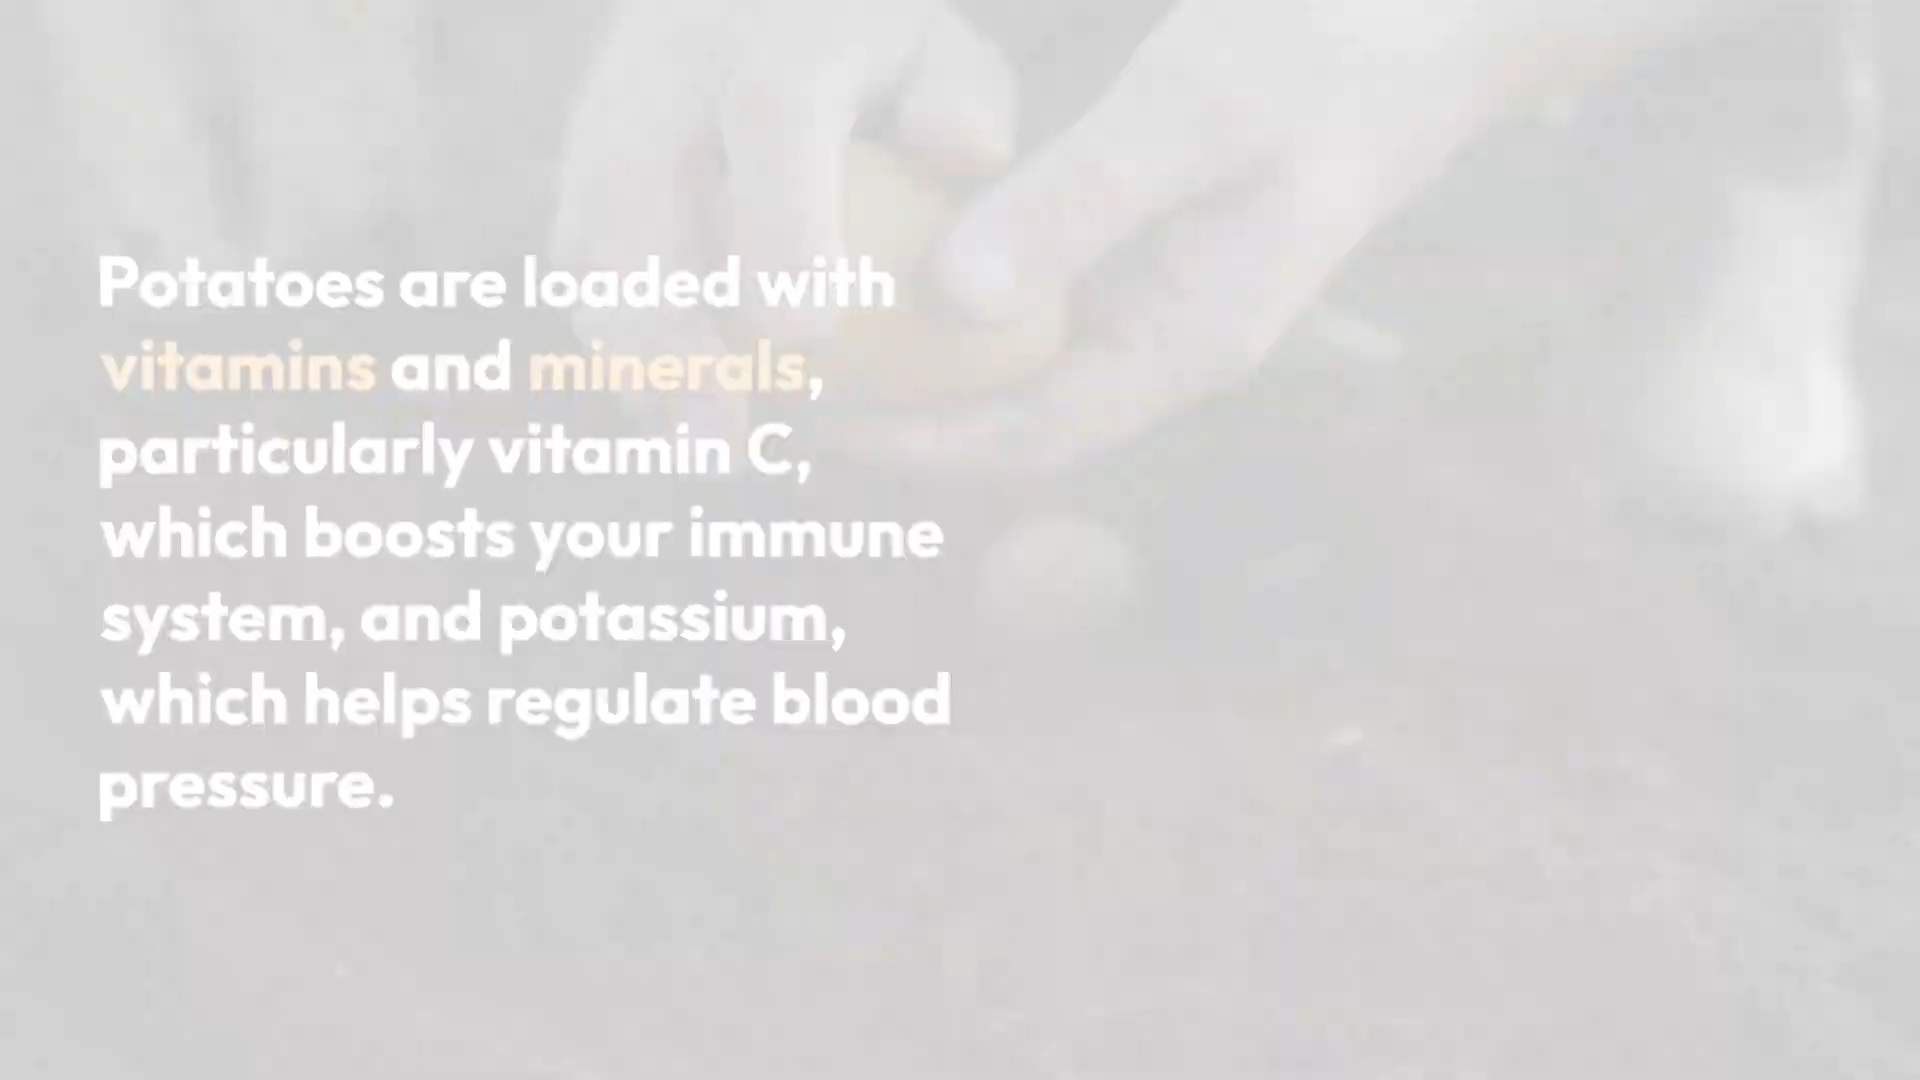 Potatoes are loaded with
vitamins and minerals,
particularly vitamin C,
which boosts your immune
system, and potassium,
which helps regulate blood
pressure.